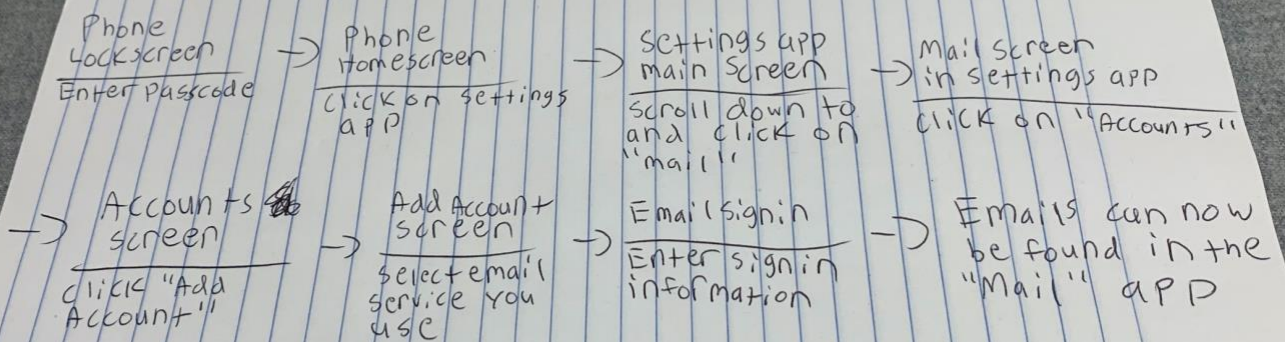 Phone
Lockscreen
Enter passcode
→ Phone
Homescreen
Click on settings
app
→ Settings app
main screen
scroll down to
and click on
"mail"
→ Mail screen
in settings app
click on "Accounts"
→ Accounts
screen
click "Add
Account"
→ Add Account
screen
select email
service you
use
→ Email signin
Enter sign in
information
→ Emails can now
be found in the
"Mail" app